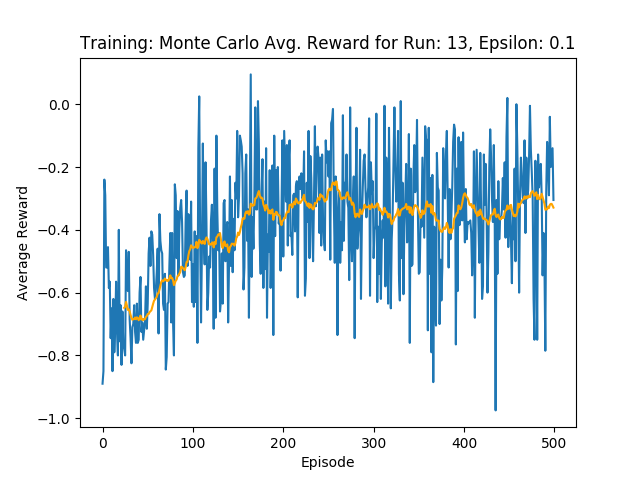 Training: Monte Carlo Avg. Reward for Run: 13, Epsilon: 0.1
0.0
−0.2
−0.4
−0.6
−0.8
−1.0
Average Reward
0 100 200 300 400 500
Episode